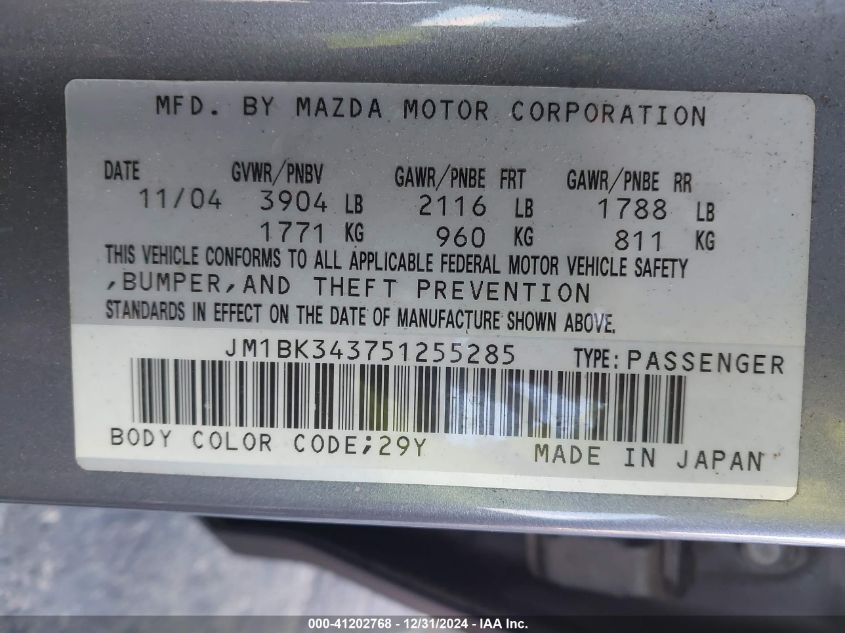 MFD. BY MAZDA MOTOR CORPORATION
DATE GVWR/PNBV GAWR/PNBE FRT GAWR/PNBE RR
11/04 3904 LB 2116 LB 1788 LB
1771 KG 960 KG 811 KG
THIS VEHICLE CONFORMS TO ALL APPLICABLE FEDERAL MOTOR VEHICLE SAFETY
,BUMPER,AND THEFT PREVENTION
STANDARDS IN EFFECT ON THE DATE OF MANUFACTURE SHOWN ABOVE.
JM1BK343751255285 TYPE:PASSENGER
BODY COLOR CODE;29Y MADE IN JAPAN
000-41202768 - 12/31/2024 - © IAA, Inc.